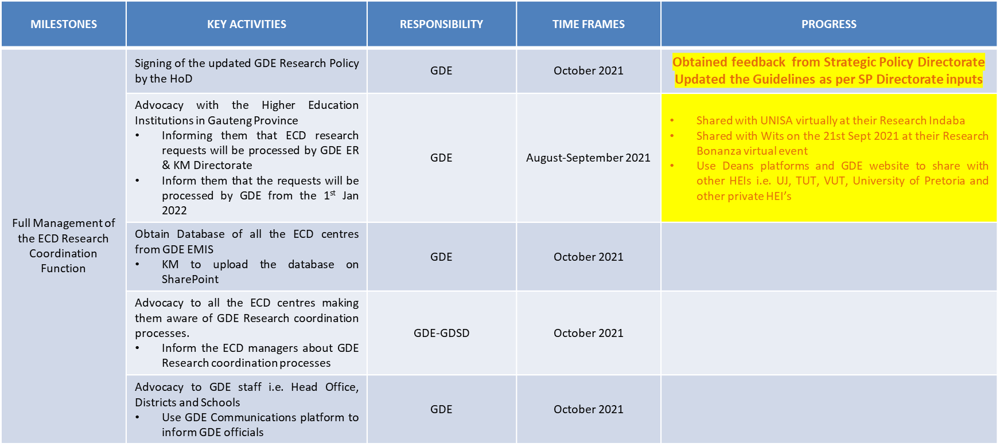 MILESTONES
KEY ACTIVITIES
RESPONSIBILITY
TIME FRAMES
PROGRESS
Full Management of
the ECD Research
Coordination
Function
Signing of the updated GDE Research Policy
by the HoD
GDE
October 2021
Obtained feedback from Strategic Policy Directorate
Updated the Guidelines as per SP Directorate inputs
Advocacy with the Higher Education
Institutions in Gauteng Province
• Informing them that ECD research
requests will be processed by GDE ER
& KM Directorate
• Inform them that the requests will be
processed by GDE from the 1st Jan
2022
GDE
August-September 2021
• Shared with UNISA virtually at their Research Indaba
• Shared with Wits on the 21st Sept 2021 at their Research
Bonanza virtual event
• Use Deans platforms and GDE website to share with
other HEIs i.e. UJ, TUT, VUT, University of Pretoria and
other private HEI’s
Obtain Database of all the ECD centres
from GDE EMIS
• KM to upload the database on
SharePoint
GDE
October 2021
Advocacy to all the ECD centres making
them aware of GDE Research coordination
processes.
• Inform the ECD managers about GDE
Research coordination processes
GDE-GDSD
October 2021
Advocacy to GDE staff i.e. Head Office,
Districts and Schools
• Use GDE Communications platform to
inform GDE officials
GDE
October 2021